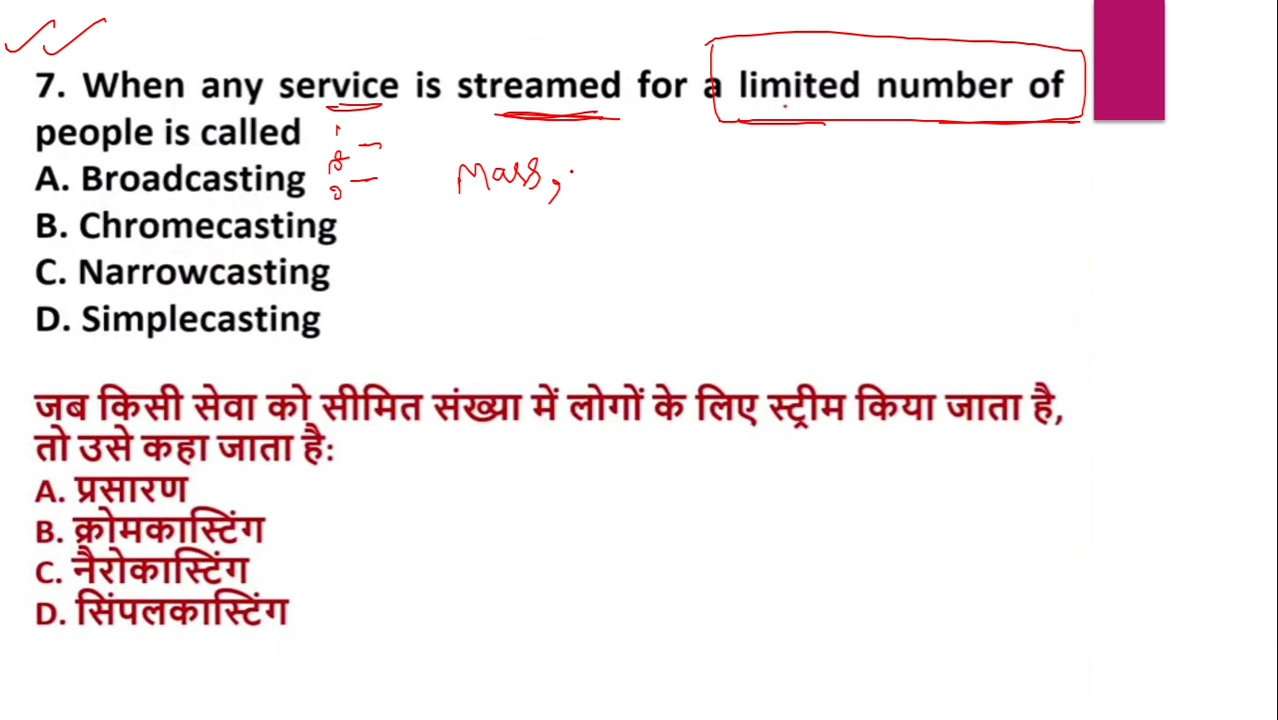 7. When any service is streamed for a limited number of
people is called
A. Broadcasting
Mass,
B. Chromecasting
C. Narrowcasting
D. Simplecasting
जब किसी सेवा को सीमित संख्या में लोगों के लिए स्ट्रीम किया जाता है,
तो उसे कहा जाता है:
A. प्रसारण
B. क्रोमकास्टिंग
C. नैरोकास्टिंग
D. सिंपलकास्टिंग